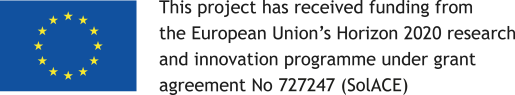 This project has received funding from
the European Union’s Horizon 2020 research
and innovation programme under grant
agreement No 727247 (SolACE)